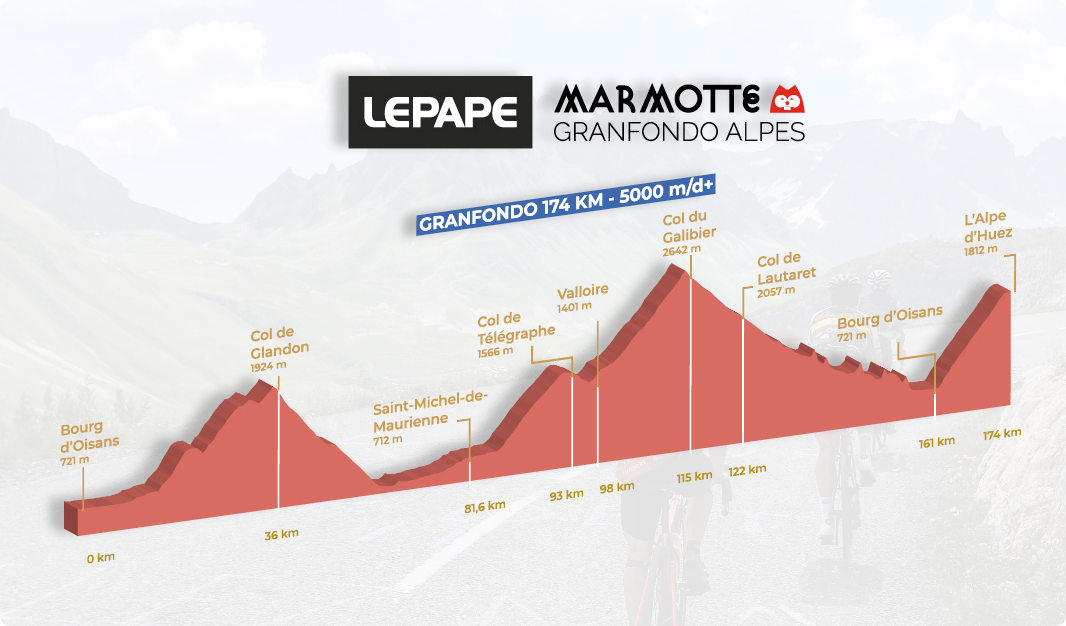 LEPAPE
MARMOTTE
GRANFONDO ALPES
GRANFONDO 174 KM - 5000 m/d+
Bourg
d'Oisans
721 m
Col de
Glandon
1924 m
Saint-Michel-de-
Maurienne
712 m
Col de
Télégraphe
1566 m
Valloire
1401 m
Col du
Galibier
2642 m
Col de
Lautaret
2057 m
Bourg d'Oisans
721 m
L'Alpe
d'Huez
1812 m
0 km
36 km
81,6 km
93 km
98 km
115 km
122 km
161 km
174 km